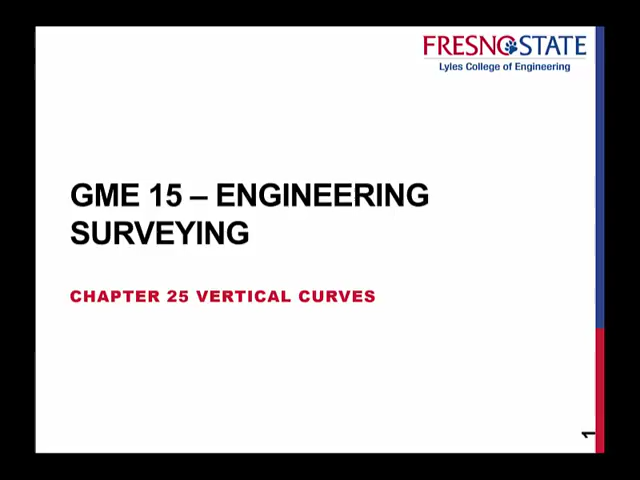 FRESNO STATE
Lyles College of Engineering
GME 15 – ENGINEERING
SURVEYING
CHAPTER 25 VERTICAL CURVES
1